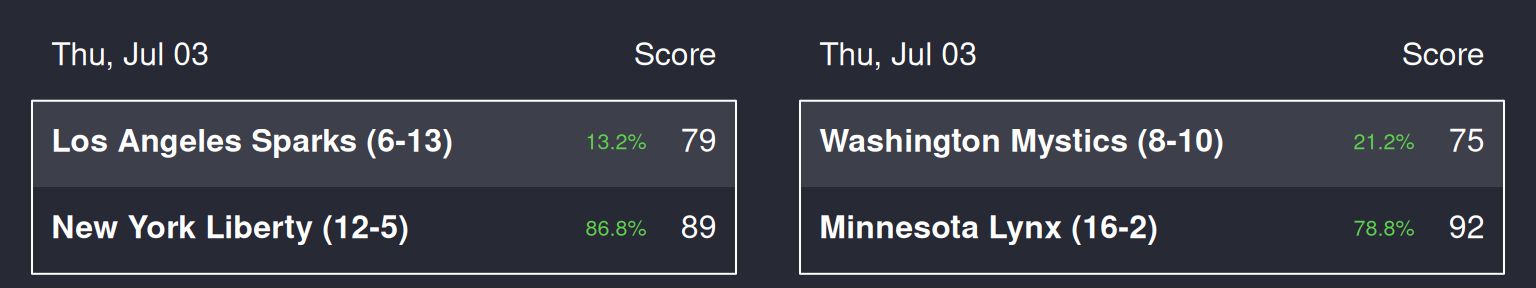 Thu, Jul 03 Score
Los Angeles Sparks (6-13) 13.2% 79
New York Liberty (12-5) 86.8% 89
Thu, Jul 03 Score
Washington Mystics (8-10) 21.2% 75
Minnesota Lynx (16-2) 78.8% 92